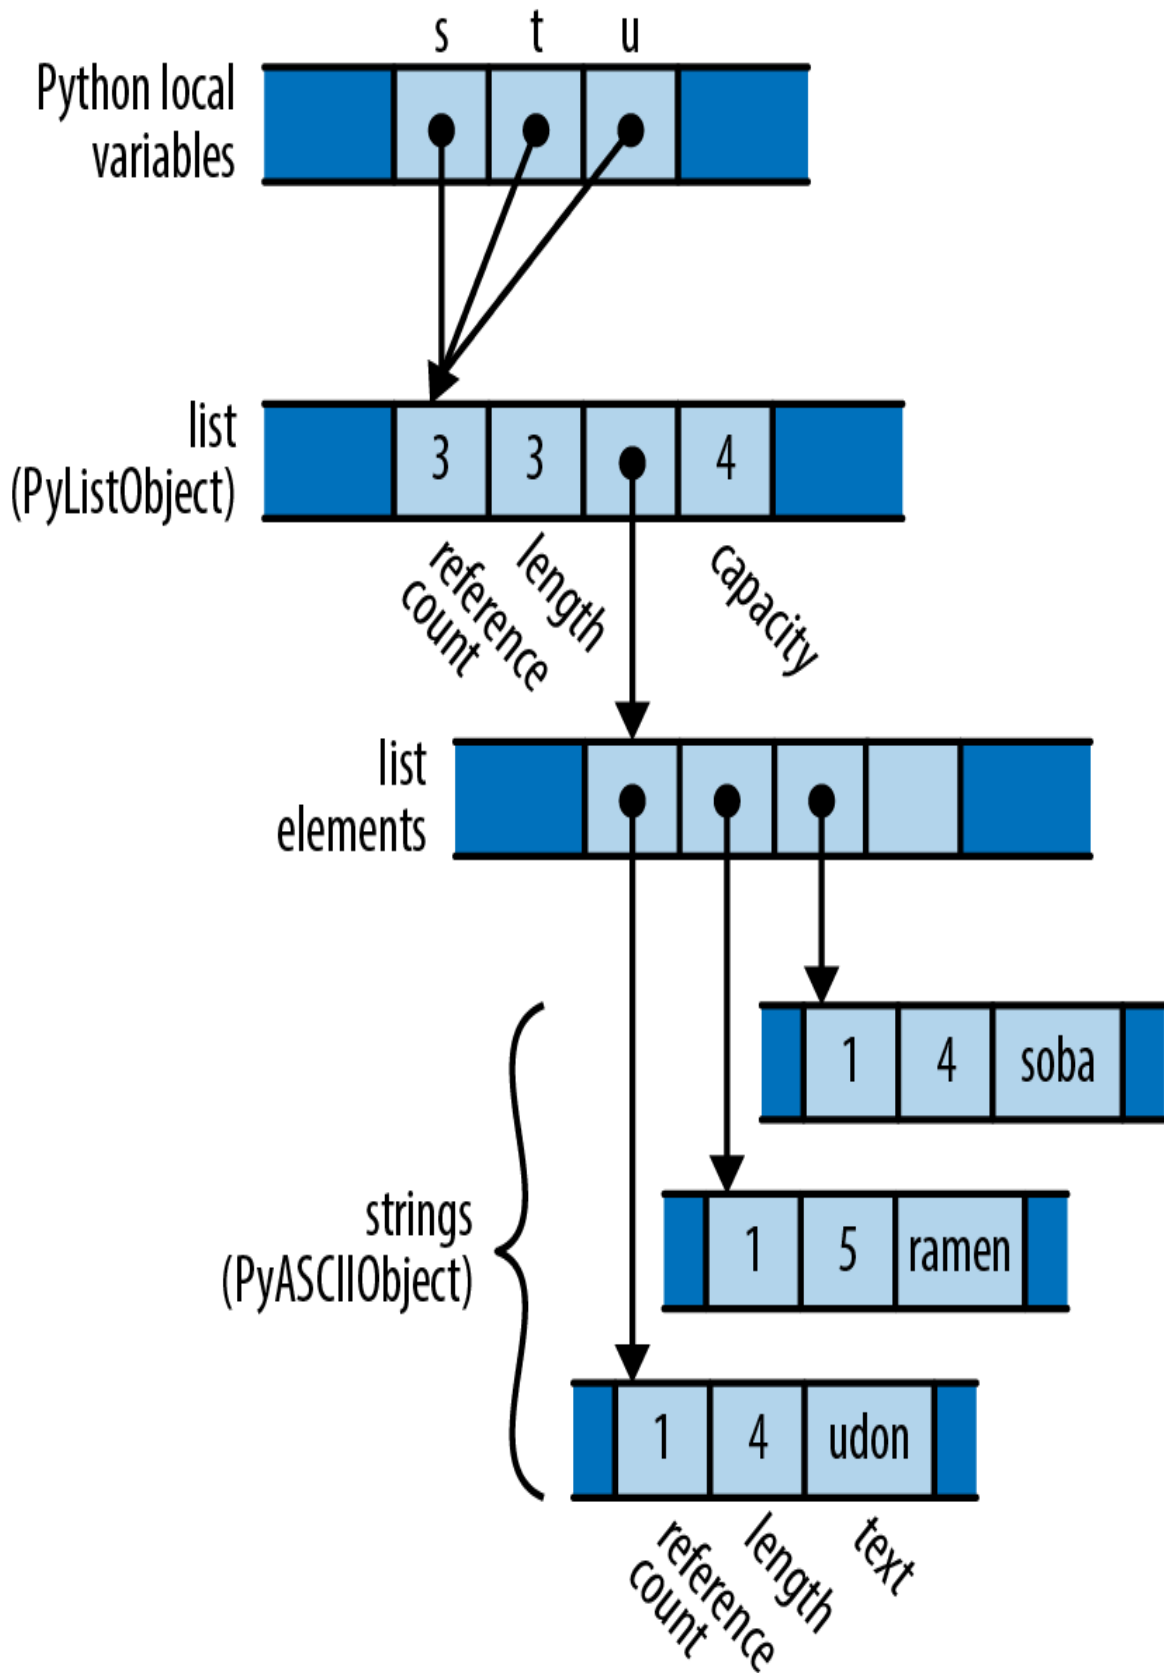 s t u
Python local
variables
list
(PyListObject)
3 3 4
reference
count
length
capacity
list
elements
1 4 soba
strings
(PyASCIIObject)
1 5 ramen
1 4 udon
reference
count
length
text